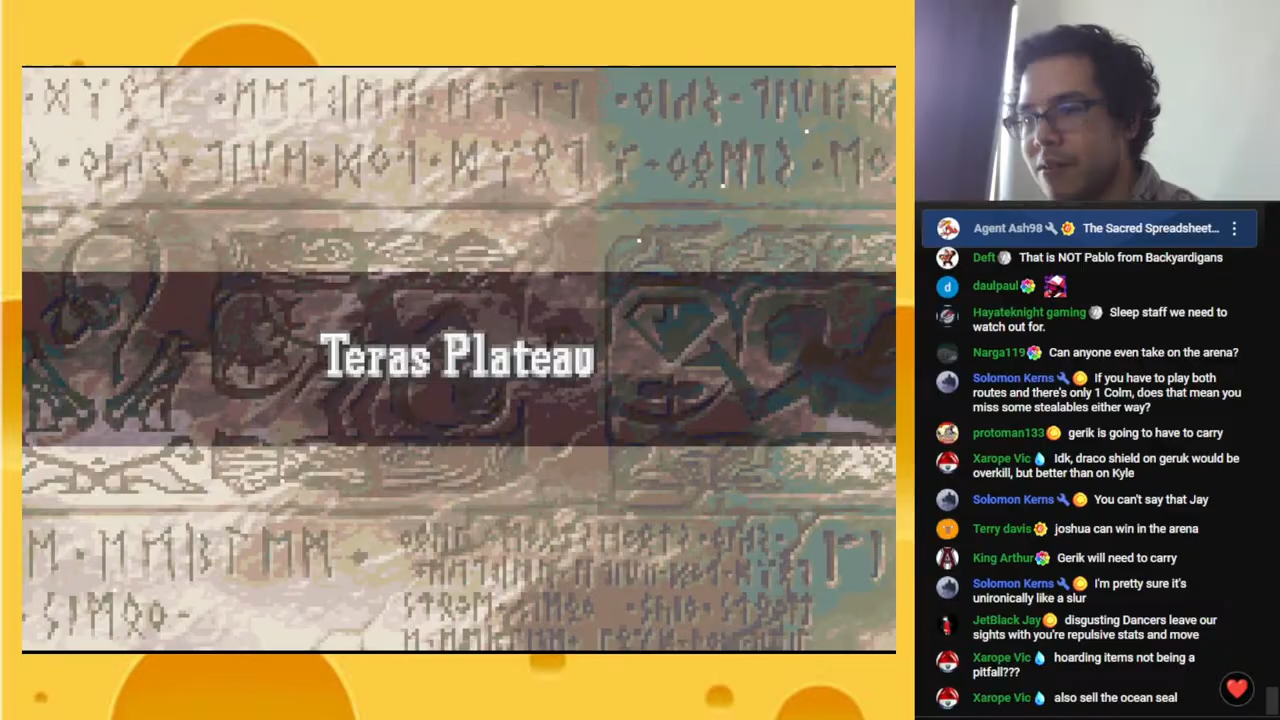 Teras Plateau
Agent Ash98 The Sacred Spreadsheet...
Deft That is NOT Pablo from Backyardigans
daulpaul
Hayateknight gaming Sleep staff we need to
watch out for.
Narga119 Can anyone even take on the arena?
Solomon Kerns If you have to play both
routes and there's only 1 Colm, does that mean you
miss some stealables either way?
protoman133 gerik is going to have to carry
Xarope Vic Idk, draco shield on geruk would be
overkill, but better than on Kyle
Solomon Kerns You can't say that Jay
Terry davis joshua can win in the arena
King Arthur Gerik will need to carry
Solomon Kerns I'm pretty sure it's
unironically like a slur
JetBlack Jay disgusting Dancers leave our
sights with you're repulsive stats and move
Xarope Vic hoarding items not being a
pitfall???
Xarope Vic also sell the ocean seal